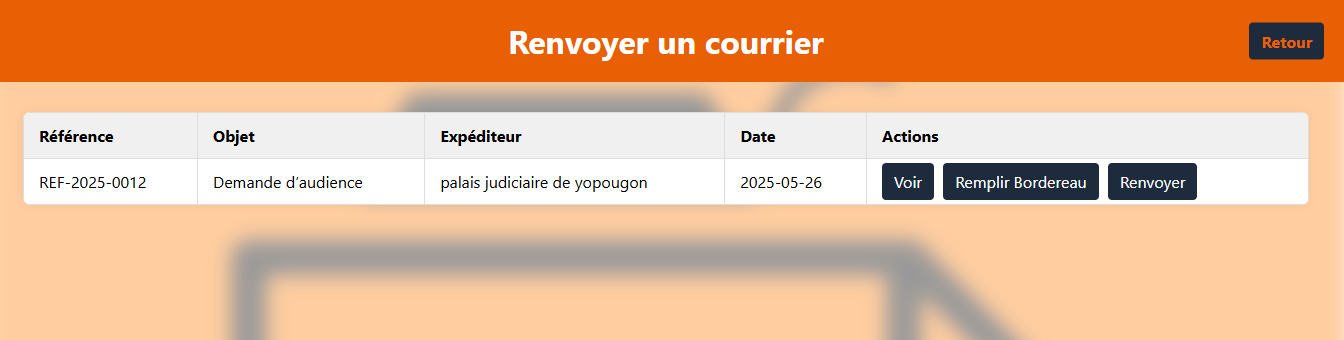 Renvoyer un courrier
Retour
Référence Objet Expéditeur Date Actions
REF-2025-0012 Demande d’audience palais judiciaire de yopougon 2025-05-26 Voir Remplir Bordereau Renvoyer